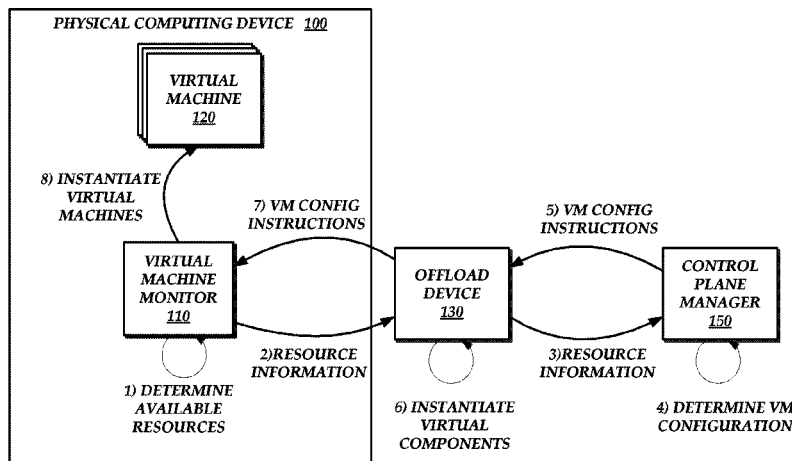 PHYSICAL COMPUTING DEVICE 100
VIRTUAL
MACHINE
120
8) INSTANTIATE
VIRTUAL
MACHINES
7) VM CONFIG
INSTRUCTIONS
5) VM CONFIG
INSTRUCTIONS
VIRTUAL
MACHINE
MONITOR
110
OFFLOAD
DEVICE
130
CONTROL
PLANE
MANAGER
150
2)RESOURCE
INFORMATION
3)RESOURCE
INFORMATION
1) DETERMINE
AVAILABLE
RESOURCES
6) INSTANTIATE
VIRTUAL
COMPONENTS
4) DETERMINE VM
CONFIGURATION